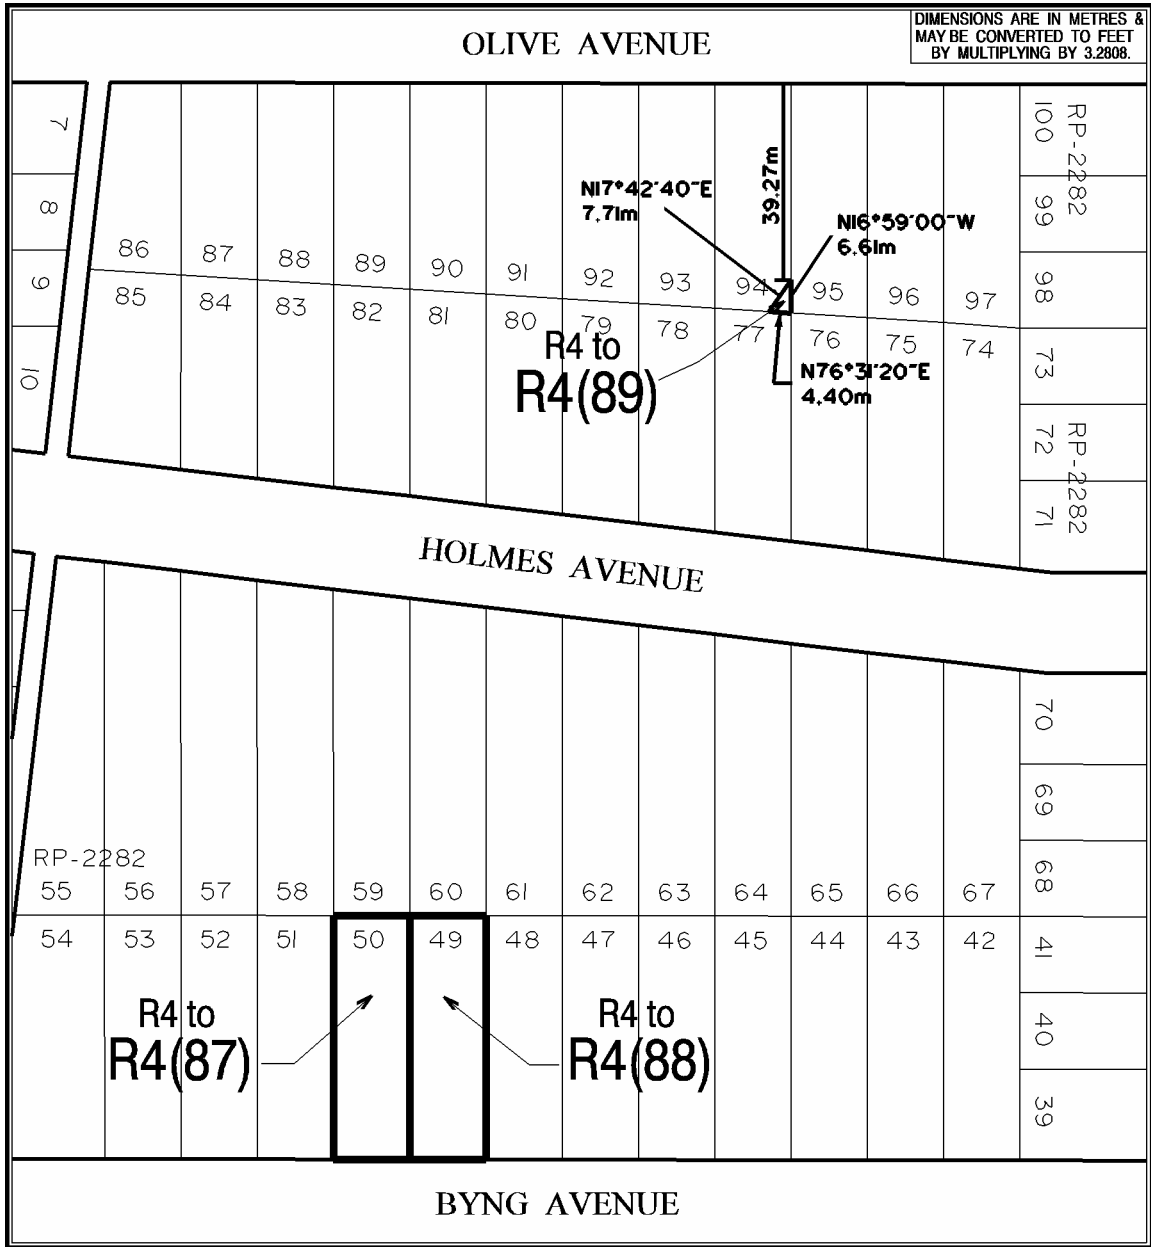 OLIVE AVENUE
DIMENSIONS ARE IN METRES &
MAY BE CONVERTED TO FEET
BY MULTIPLYING BY 3.2808.
7
8
9
10
100
RP-2282
99
98
N17°42'40"E
7.71m
39.27m
N16°59'00"W
6.61m
86 87 88 89 90 91 92 93 94 95 96 97
85 84 83 82 81 80 79 78 77 76 75 74
73
R4 to
R4(89)
N76°31'20"E
4.40m
72
RP-2282
71
HOLMES AVENUE
70
69
68
RP-2282
55 56 57 58 59 60 61 62 63 64 65 66 67
54 53 52 51 50 49 48 47 46 45 44 43 42
41
40
39
R4 to
R4(87)
R4 to
R4(88)
BYNG AVENUE